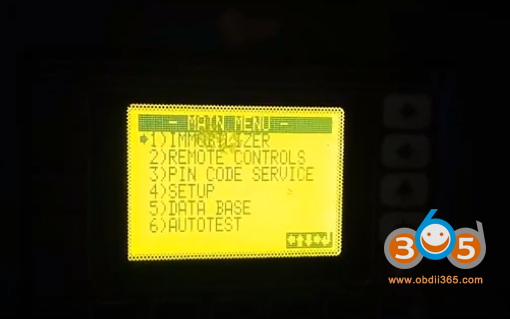 - MAIN MENU -
1)IMMOBILIZER
2)REMOTE CONTROLS
3)PIN CODE SERVICE
4)SETUP
5)DATA BASE
6)AUTOTEST
365
www.obdii365.com